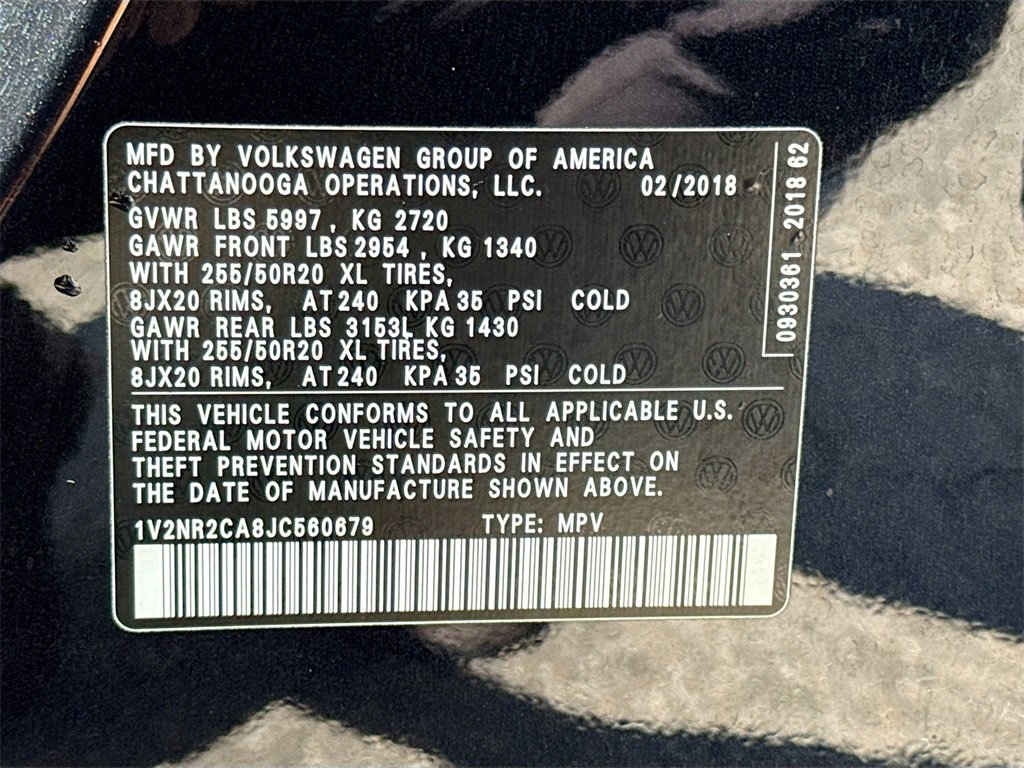 MFD BY VOLKSWAGEN GROUP OF AMERICA
CHATTANOOGA OPERATIONS, LLC. 02/2018
GVWR LBS 5997, KG 2720
GAWR FRONT LBS 2954, KG 1340
WITH 255/50R20 XL TIRES,
8JX20 RIMS, AT 240 KPA 35 PSI COLD
GAWR REAR LBS 3153L KG 1430
WITH 255/50R20 XL TIRES,
8JX20 RIMS, AT 240 KPA 35 PSI COLD
THIS VEHICLE CONFORMS TO ALL APPLICABLE U.S.
FEDERAL MOTOR VEHICLE SAFETY AND
THEFT PREVENTION STANDARDS IN EFFECT ON
THE DATE OF MANUFACTURE SHOWN ABOVE.
1V2NR2CA8JC560679 TYPE: MPV
0930361 2018 62